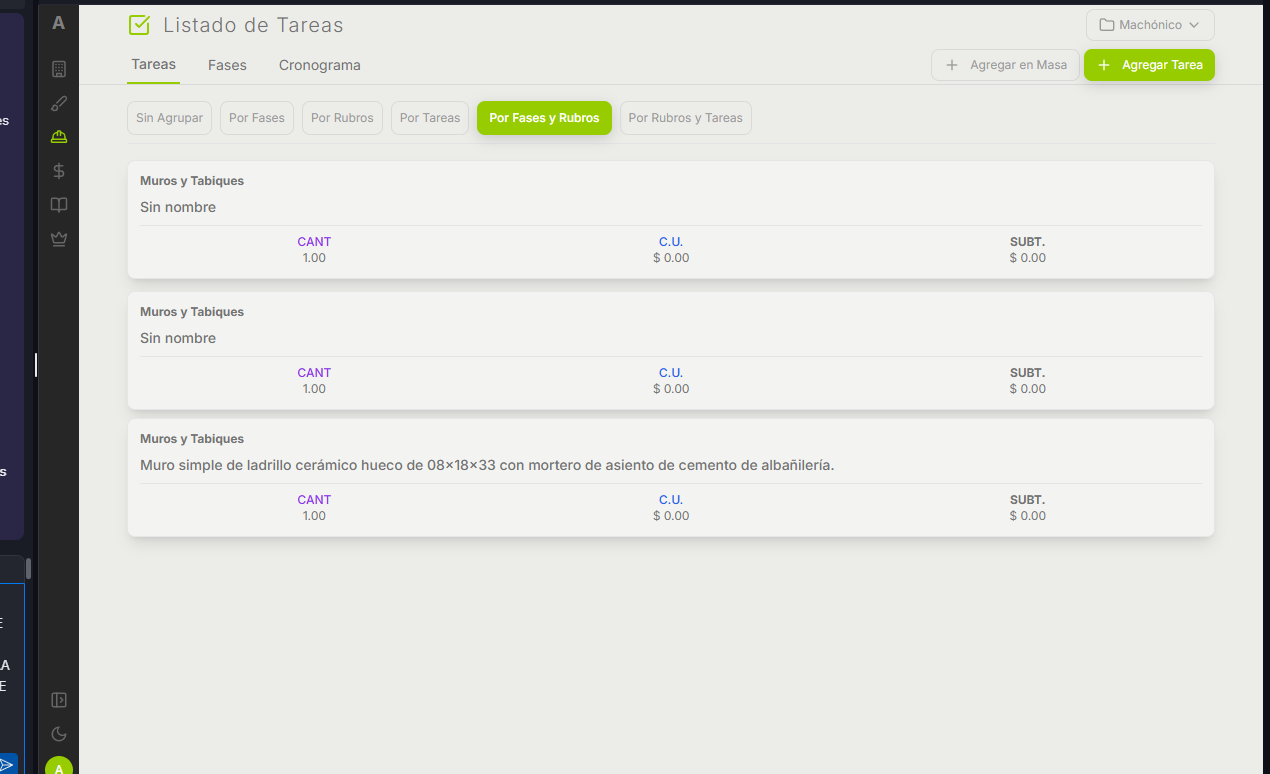 A
Listado de Tareas
Machónico
Tareas
Fases
Cronograma
Agregar en Masa
Agregar Tarea
Sin Agrupar
Por Fases
Por Rubros
Por Tareas
Por Fases y Rubros
Por Rubros y Tareas
Muros y Tabiques
Sin nombre
CANT
C.U.
SUBT.
1.00
$ 0.00
$ 0.00
Muros y Tabiques
Sin nombre
CANT
C.U.
SUBT.
1.00
$ 0.00
$ 0.00
Muros y Tabiques
Muro simple de ladrillo cerámico hueco de 08x18x33 con mortero de asiento de cemento de albañilería.
CANT
C.U.
SUBT.
1.00
$ 0.00
$ 0.00
es
s
E
LA
E
A